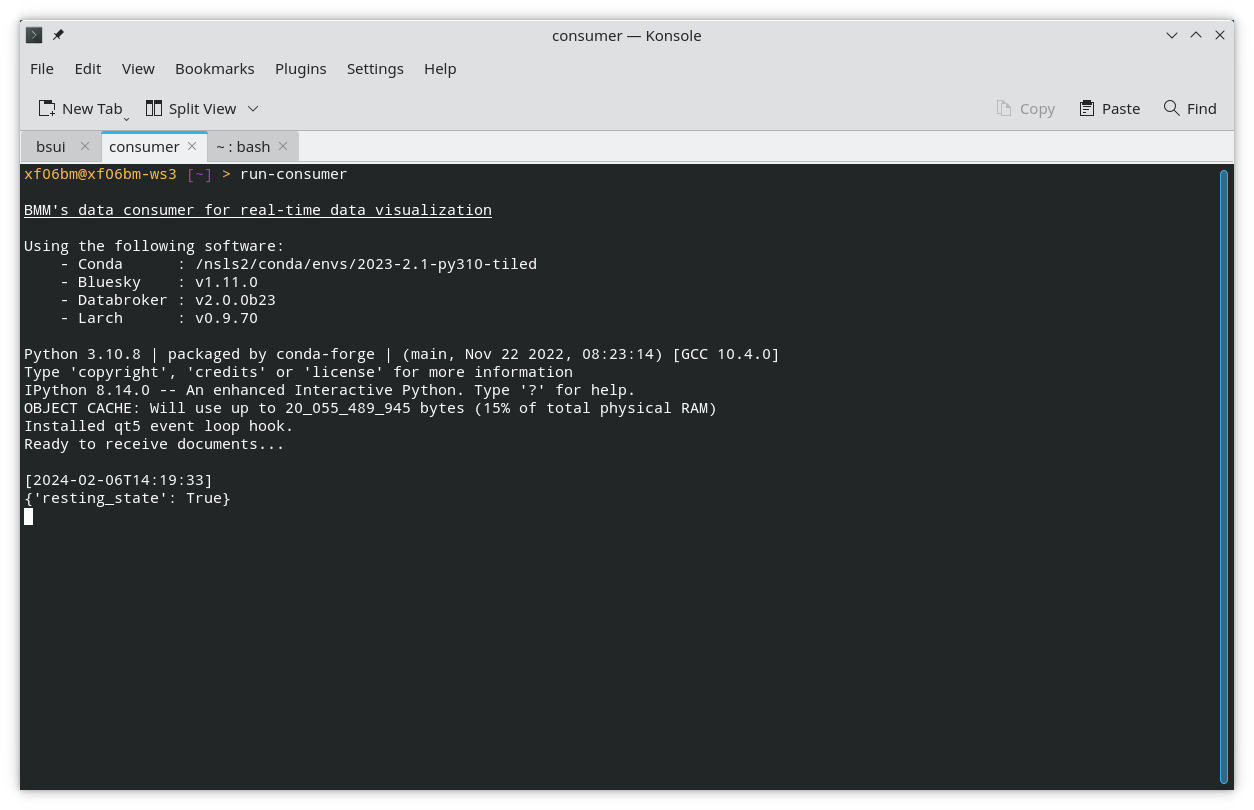 consumer — Konsole
File Edit View Bookmarks Plugins Settings Help
New Tab Split View Copy Paste Find
bsui consumer ~ : bash
xf06bm@xf06bm-ws3 [~] > run-consumer
BMM's data consumer for real-time data visualization
Using the following software:
    - Conda      : /nsls2/conda/envs/2023-2.1-py310-tiled
    - Bluesky    : v1.11.0
    - Databroker : v2.0.0b23
    - Larch      : v0.9.70
Python 3.10.8 | packaged by conda-forge | (main, Nov 22 2022, 08:23:14) [GCC 10.4.0]
Type 'copyright', 'credits' or 'license' for more information
IPython 8.14.0 -- An enhanced Interactive Python. Type '?' for help.
OBJECT CACHE: Will use up to 20_055_489_945 bytes (15% of total physical RAM)
Installed qt5 event loop hook.
Ready to receive documents...
[2024-02-06T14:19:33]
{'resting_state': True}